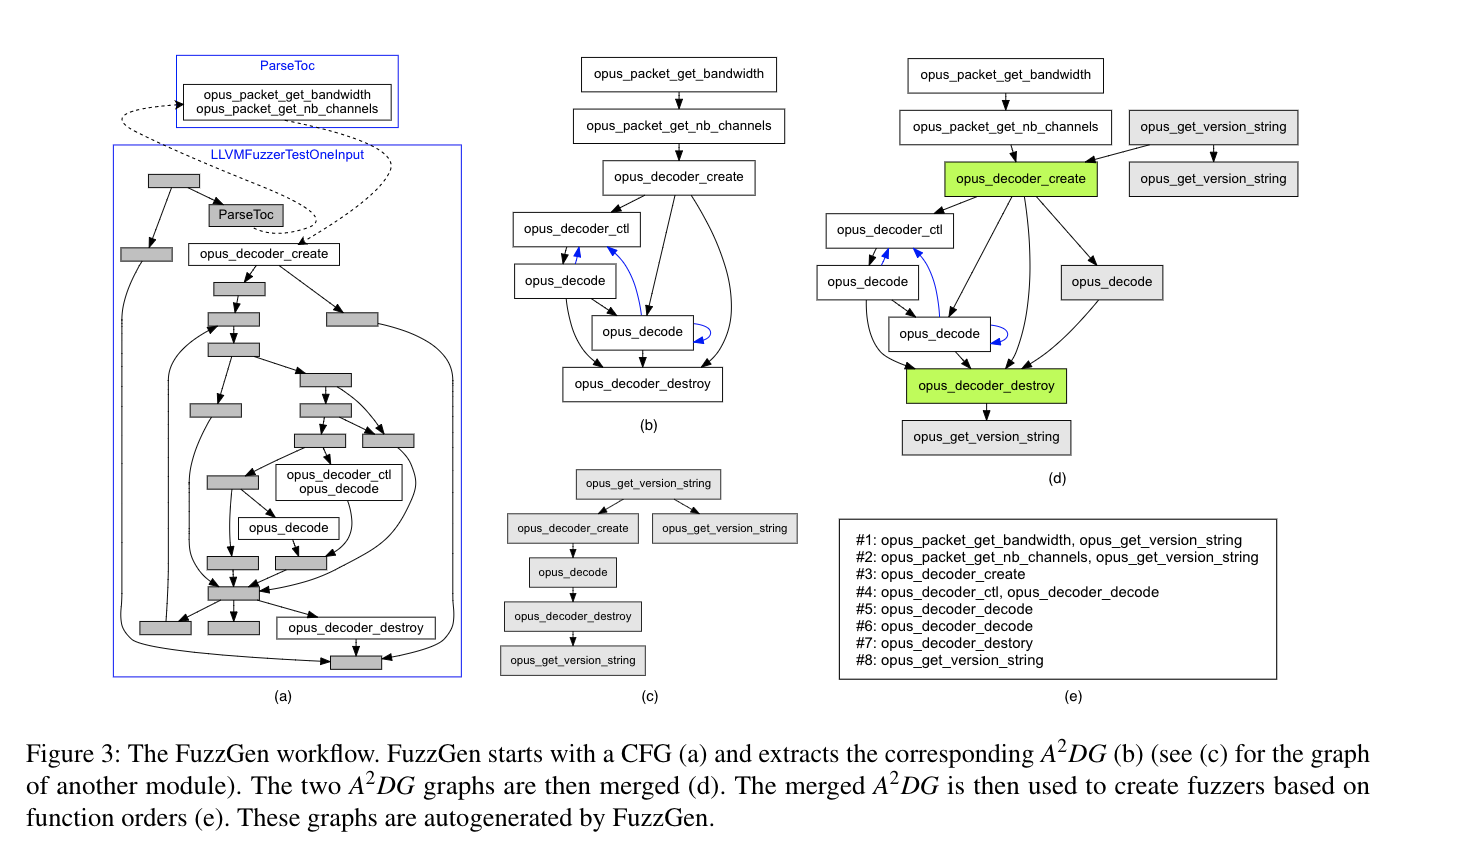 ParseToc
opus_packet_get_bandwidth
opus_packet_get_nb_channels
LLVMFuzzerTestOneInput
ParseToc
opus_decoder_create
opus_decoder_ctl
opus_decode
opus_decode
opus_decoder_destroy
(a)
opus_packet_get_bandwidth
opus_packet_get_nb_channels
opus_decoder_create
opus_decoder_ctl
opus_decode
opus_decode
opus_decoder_destroy
(b)
opus_get_version_string
opus_decoder_create
opus_get_version_string
opus_decode
opus_decoder_destroy
opus_get_version_string
(c)
opus_packet_get_bandwidth
opus_packet_get_nb_channels
opus_get_version_string
opus_decoder_create
opus_get_version_string
opus_decoder_ctl
opus_decode
opus_decode
opus_decode
opus_decoder_destroy
opus_get_version_string
(d)
#1: opus_packet_get_bandwidth, opus_get_version_string
#2: opus_packet_get_nb_channels, opus_get_version_string
#3: opus_decoder_create
#4: opus_decoder_ctl, opus_decoder_decode
#5: opus_decoder_decode
#6: opus_decoder_decode
#7: opus_decoder_destory
#8: opus_get_version_string
(e)
Figure 3: The FuzzGen workflow. FuzzGen starts with a CFG (a) and extracts the corresponding A²DG (b) (see (c) for the graph
of another module). The two A²DG graphs are then merged (d). The merged A²DG is then used to create fuzzers based on
function orders (e). These graphs are autogenerated by FuzzGen.